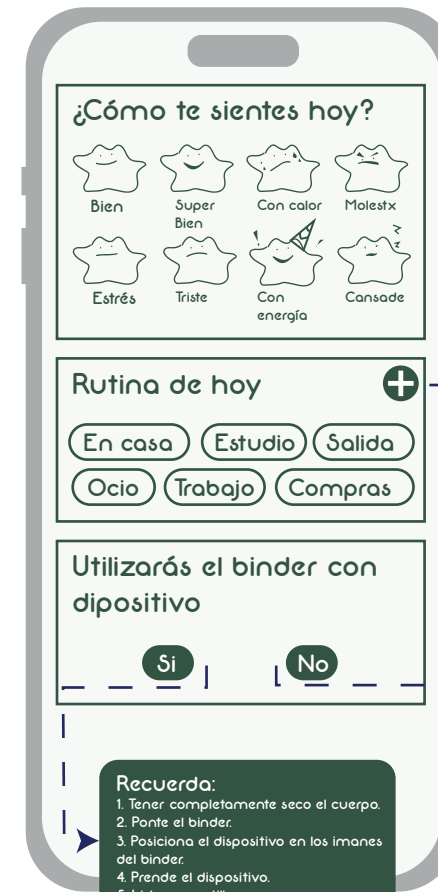 ¿Cómo te sientes hoy?
Bien
Super
Bien
Con calor
Molestx
Estrés
Triste
Con
energía
Cansade
Rutina de hoy
En casa
Estudio
Salida
Ocio
Trabajo
Compras
Utilizarás el binder con
dipositivo
Si
No
Recuerda:
1. Tener completamente seco el cuerpo.
2. Ponte el binder.
3. Posiciona el dispositivo en los imanes
del binder.
4. Prende el dispositivo.